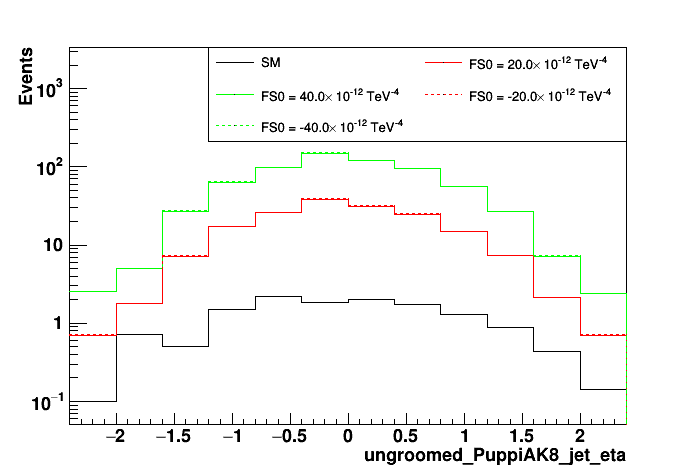 Events
10³
10²
10
1
10⁻¹
SM
FS0 = 20.0× 10⁻¹² TeV⁻⁴
FS0 = 40.0× 10⁻¹² TeV⁻⁴
FS0 = -20.0× 10⁻¹² TeV⁻⁴
FS0 = -40.0× 10⁻¹² TeV⁻⁴
−2 −1.5 −1 −0.5 0 0.5 1 1.5 2
ungroomed_PuppiAK8_jet_eta